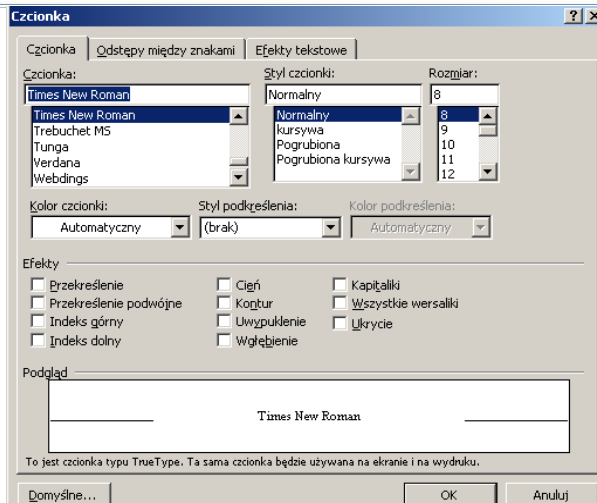 Czcionka
Czcionka Odstępy między znakami Efekty tekstowe
Czcionka: Styl czcionki: Rozmiar:
Times New Roman Normalny 8
Times New Roman Normalny 8
Trebuchet MS kursywa 9
Tunga Pogrubiona 10
Verdana Pogrubiona kursywa 11
Webdings 12
Kolor czcionki: Styl podkreślenia: Kolor podkreślenia:
Automatyczny (brak) Automatyczny
Efekty
Przekreślenie Cień Kapitaliki
Przekreślenie podwójne Kontur Wszystkie wersaliki
Indeks górny Uwypuklenie Ukrycie
Indeks dolny Wgłębienie
Podgląd
Times New Roman
To jest czcionka typu TrueType. Ta sama czcionka będzie używana na ekranie i na wydruku.
Domyślne... OK Anuluj